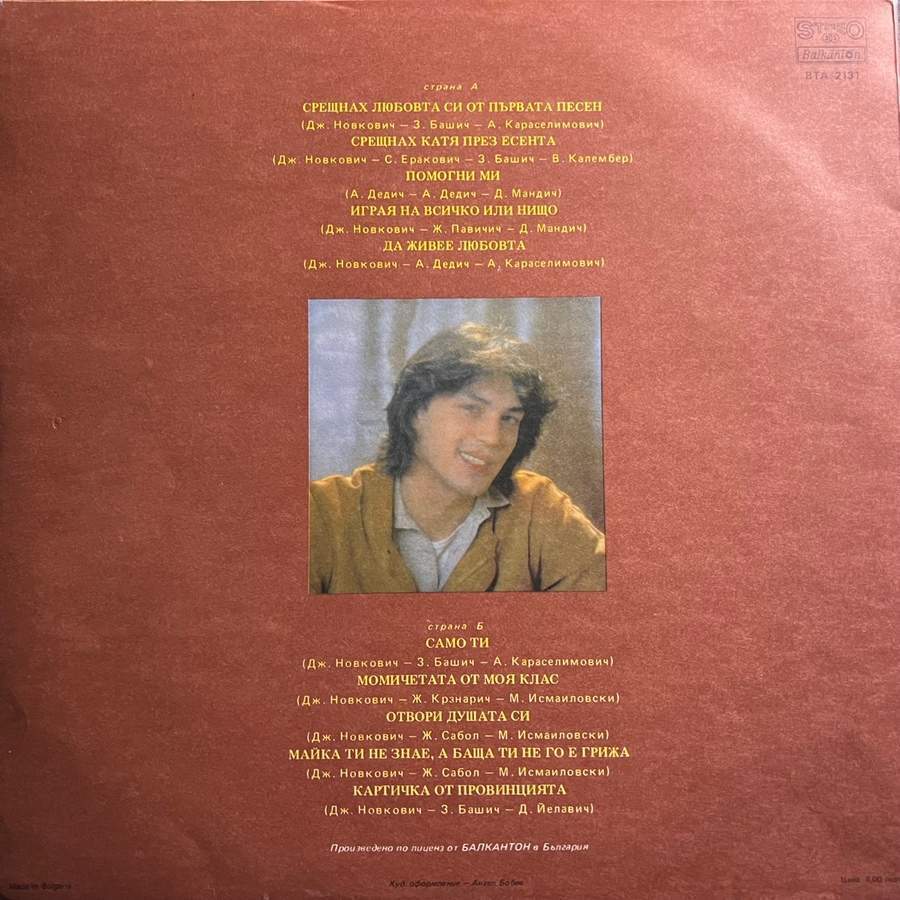 STEREO
Balkanton
BTA 2131
страна А
СРЕЩНАХ ЛЮБОВТА СИ ОТ ПЪРВАТА ПЕСЕН
(Дж. Новкович – З. Башич – А. Караселимович)
СРЕЩНАХ КАТЯ ПРЕЗ ЕСЕНТА
(Дж. Новкович – С. Еракович – З. Башич – В. Калембер)
ПОМОГНИ МИ
(А. Дедич – А. Дедич – Д. Мандич)
ИГРАЯ НА ВСИЧКО ИЛИ НИЩО
(Дж. Новкович – Ж. Павичич – Д. Мандич)
ДА ЖИВЕЕ ЛЮБОВТА
(Дж. Новкович – А. Дедич – А, Караселимович)
страна Б
САМО ТИ
(Дж. Новкович – З. Башич – А. Караселимович)
МОМИЧЕТАТА ОТ МОЯ КЛАС
(Дж. Новкович – Ж. Крзнарич – М. Исмаиловски)
ОТВОРИ ДУШАТА СИ
(Дж. Новкович – Ж. Сабол – М. Исмаиловски)
МАЙКА ТИ НЕ ЗНАЕ, А БАЩА ТИ НЕ ГО Е ГРИЖА
(Дж. Новкович – Ж. Сабол – М. Исмаиловски)
КАРТИЧКА ОТ ПРОВИНЦИЯТА
(Дж. Новкович – З. Башич – Д. Йелавич)
Произведено по лиценз от БАЛКАНТОН в България
Made in Bulgaria
Худ. оформление – Ангел Бобев
Цена